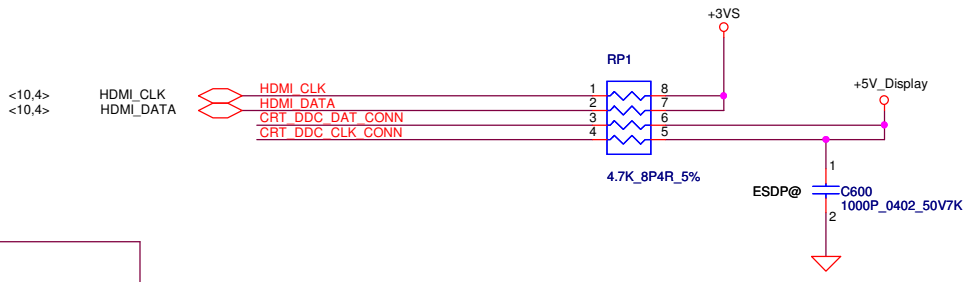 +3VS
RP1
+5V_Display
<10,4> HDMI_CLK HDMI_CLK 1 8
<10,4> HDMI_DATA HDMI_DATA 2 7
CRT_DDC_DAT_CONN 3 6
CRT_DDC_CLK_CONN 4 5
4.7K_8P4R_5%
1
ESDP@ C600
1000P_0402_50V7K
2